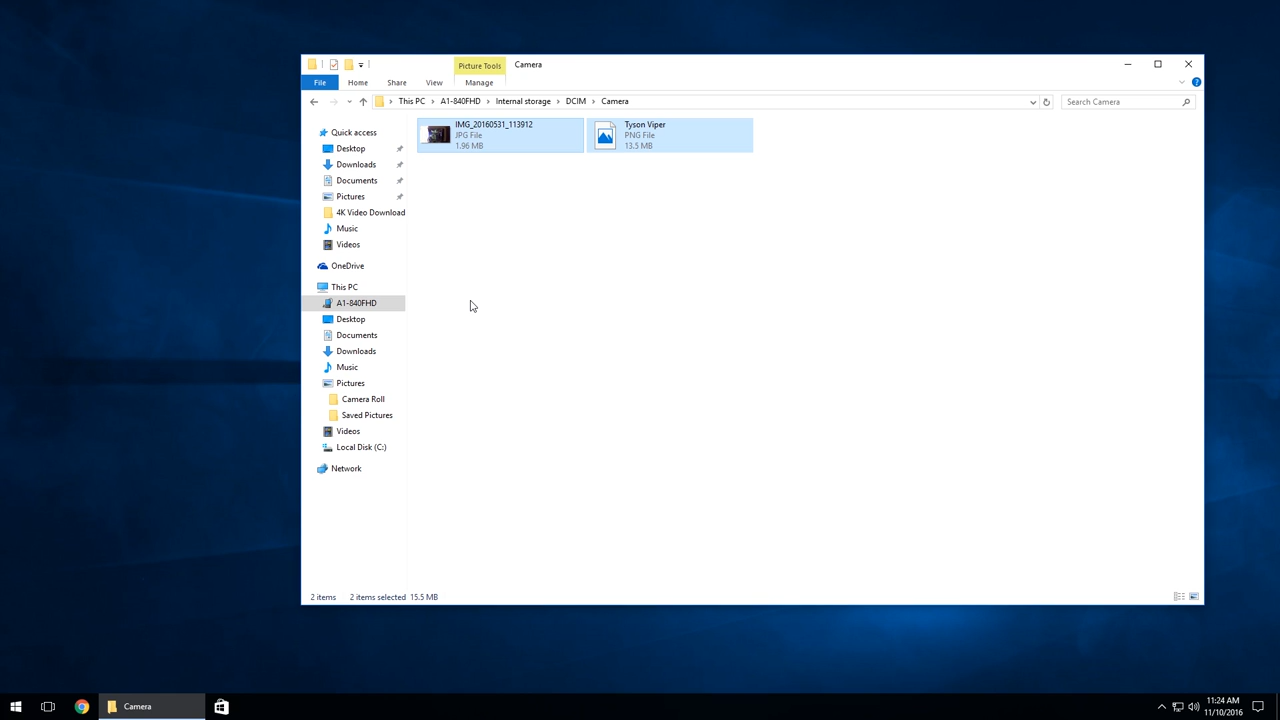 Picture Tools
Camera
File
Home
Share
View
Manage
This PC
A1-840FHD
Internal storage
DCIM
Camera
Search Camera
Quick access
Desktop
Downloads
Documents
Pictures
4K Video Download
Music
Videos
OneDrive
This PC
A1-840FHD
Desktop
Documents
Downloads
Music
Pictures
Camera Roll
Saved Pictures
Videos
Local Disk (C:)
Network
IMG_20160531_113912
JPG File
1.96 MB
Tyson Viper
PNG File
13.5 MB
2 items
2 items selected 15.5 MB
Camera
11:24 AM
11/10/2016